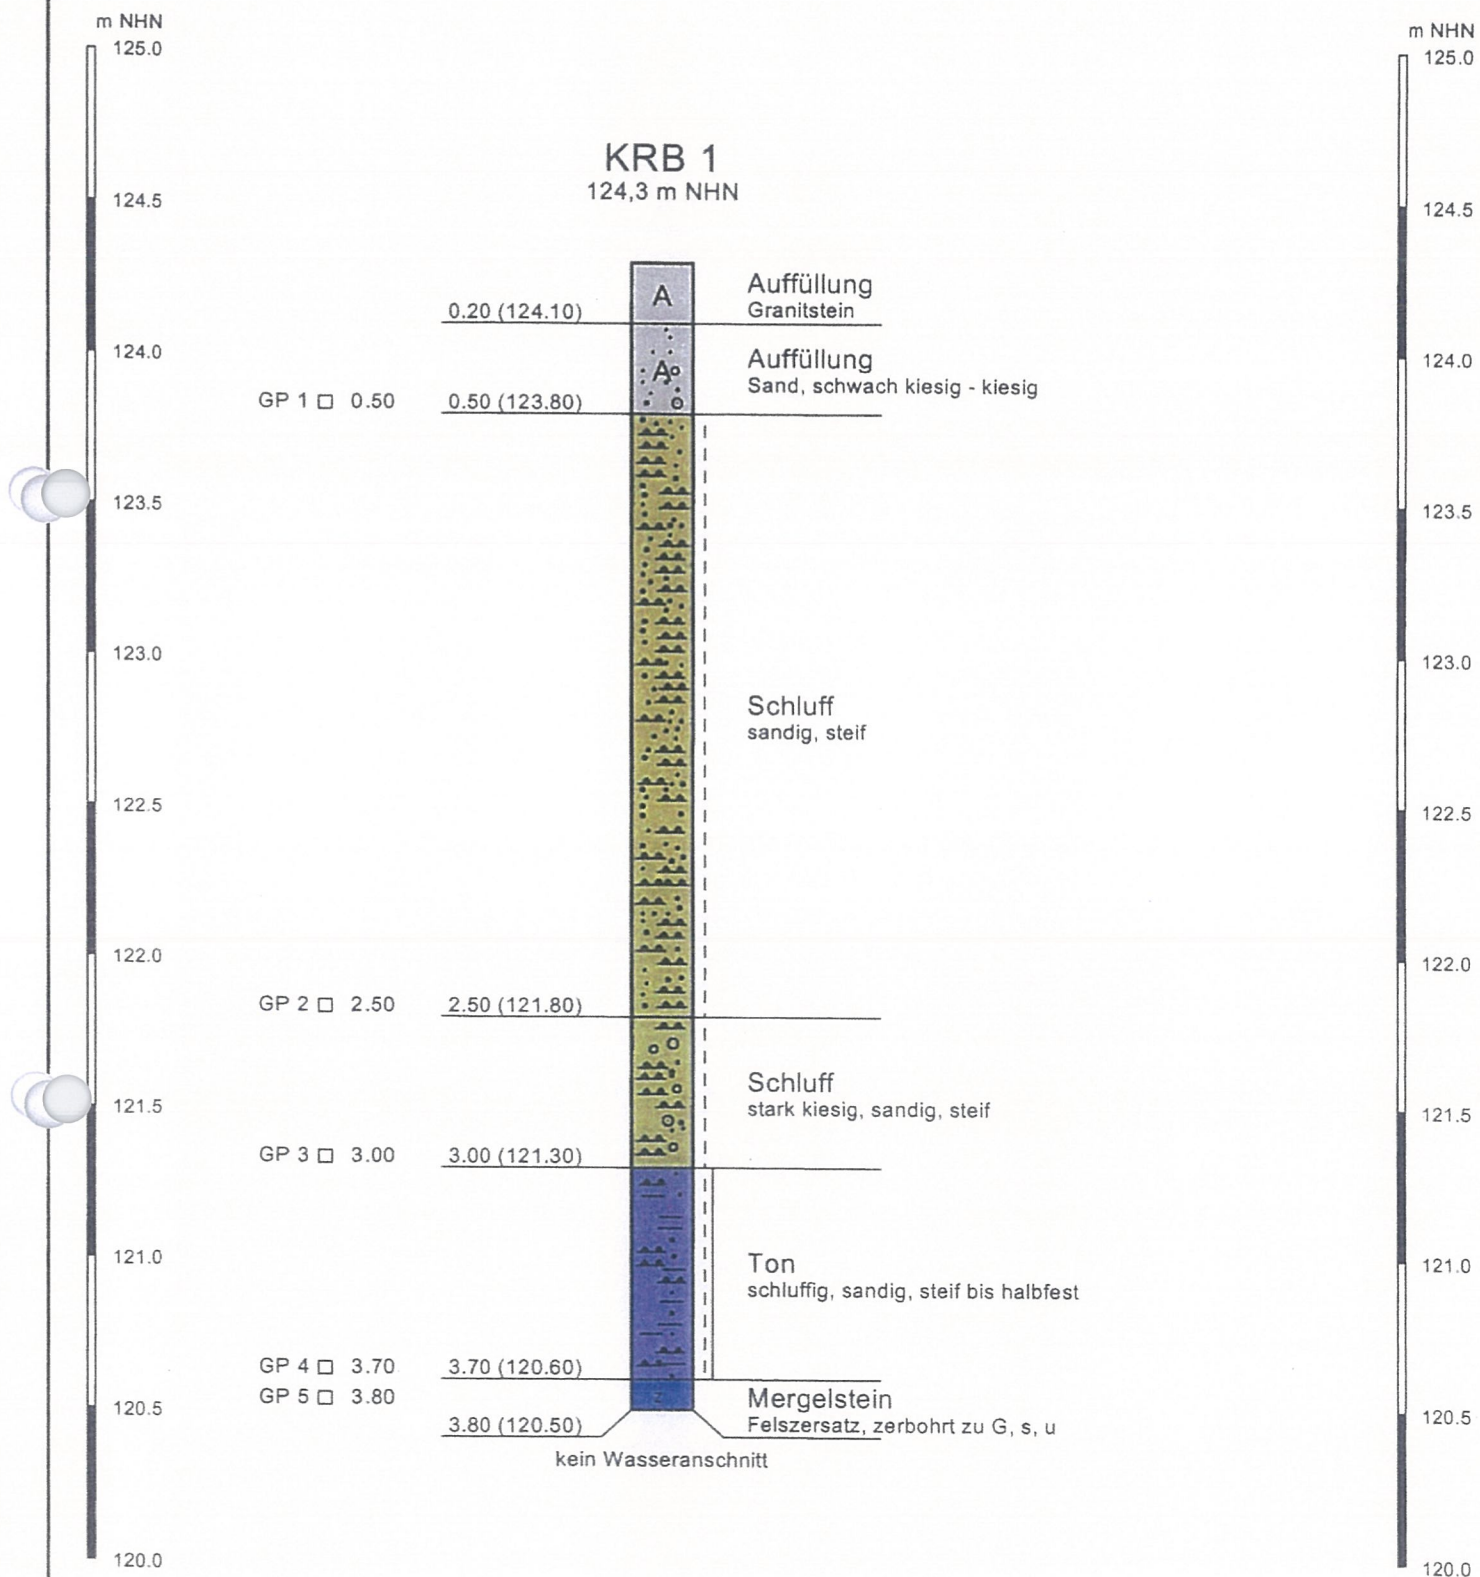 m NHN
m NHN
125.0
125.0
KRB 1
124,3 m NHN
124.5
124.5
A
Auffüllung
Granitstein
0.20 (124.10)
124.0
124.0
A
Auffüllung
Sand, schwach kiesig - kiesig
GP 1 0.50 0.50 (123.80)
123.5
123.5
123.0
123.0
Schluff
sandig, steif
122.5
122.5
122.0
122.0
GP 2 2.50 2.50 (121.80)
Schluff
stark kiesig, sandig, steif
121.5
121.5
GP 3 3.00 3.00 (121.30)
121.0
121.0
Ton
schluffig, sandig, steif bis halbfest
GP 4 3.70 3.70 (120.60)
GP 5 3.80
Z
Mergelstein
120.5
120.5
3.80 (120.50)
Felszersatz, zerbohrt zu G, s, u
kein Wasseranschnitt
120.0
120.0